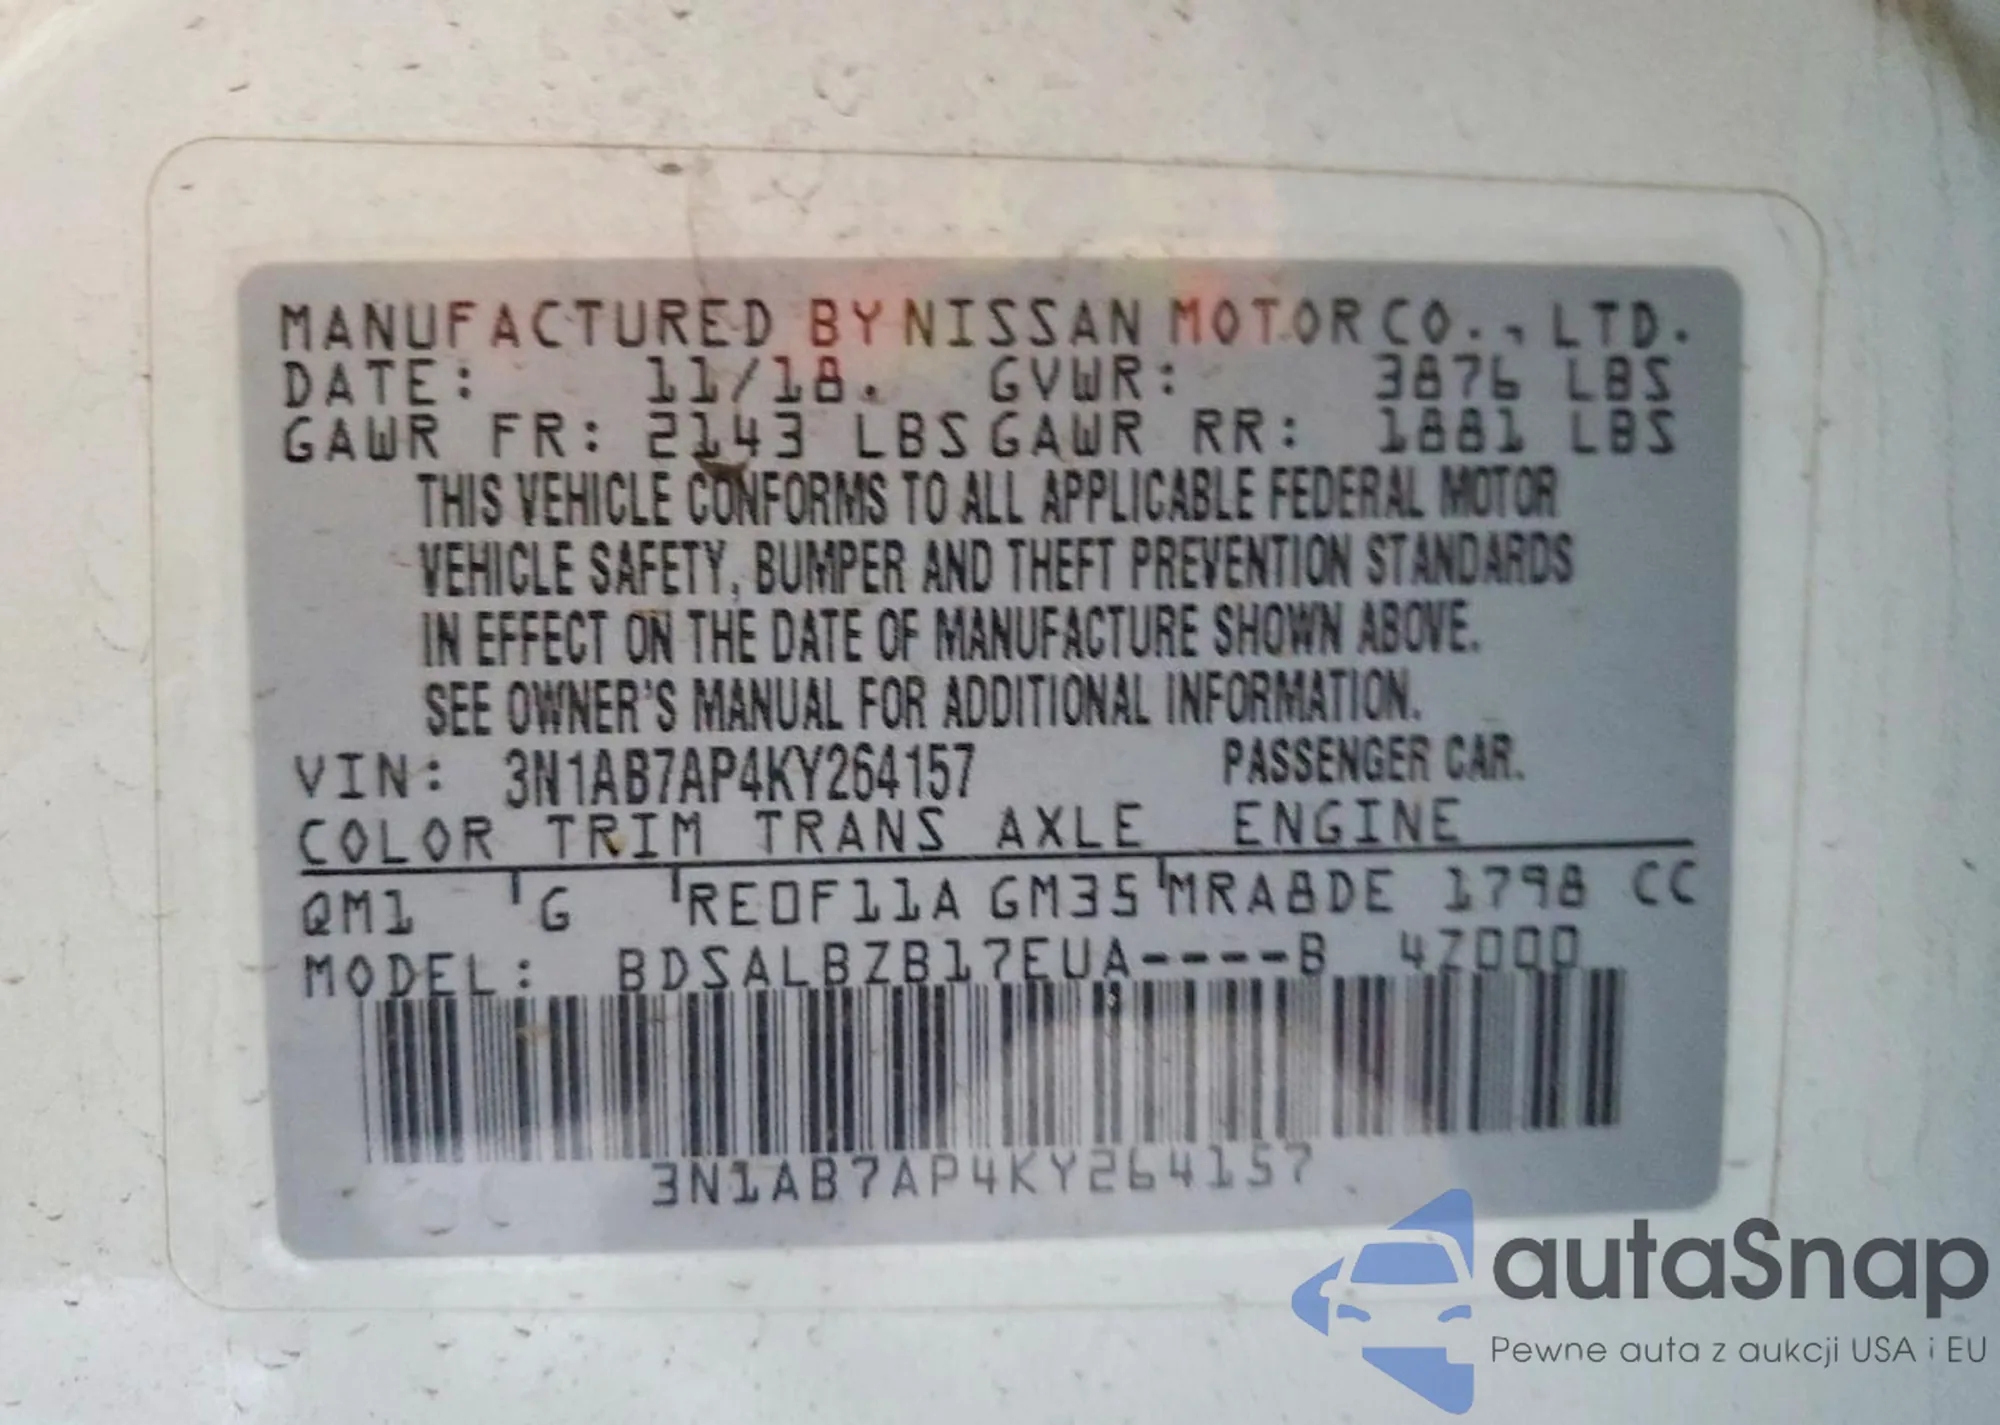 MANUFACTURED BY NISSAN MOTOR CO., LTD.
DATE: 11/18. GVWR: 3876 LBS
GAWR FR: 2143 LBS GAWR RR: 1881 LBS
THIS VEHICLE CONFORMS TO ALL APPLICABLE FEDERAL MOTOR
VEHICLE SAFETY, BUMPER AND THEFT PREVENTION STANDARDS
IN EFFECT ON THE DATE OF MANUFACTURE SHOWN ABOVE.
SEE OWNER'S MANUAL FOR ADDITIONAL INFORMATION.
VIN: 3N1AB7AP4KY264157 PASSENGER CAR.
COLOR TRIM TRANS AXLE ENGINE
QM1 G RE0F11A GM35 MRA8DE 1798 CC
MODEL: BDSALBZB17EUA----B 4Z000
3N1AB7AP4KY264157
autaSnap
Pewne auta z aukcji USA i EU